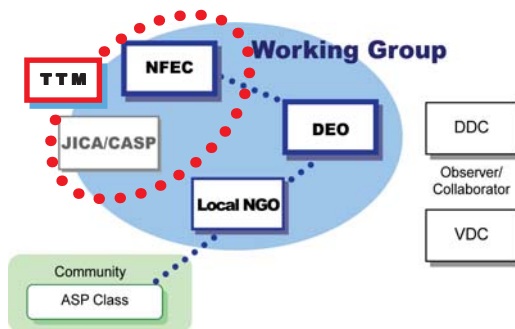 Working Group
NFEC
TTM
JICA/CASP
DEO
DDC
Observer/
Collaborator
Local NGO
VDC
Community
ASP Class